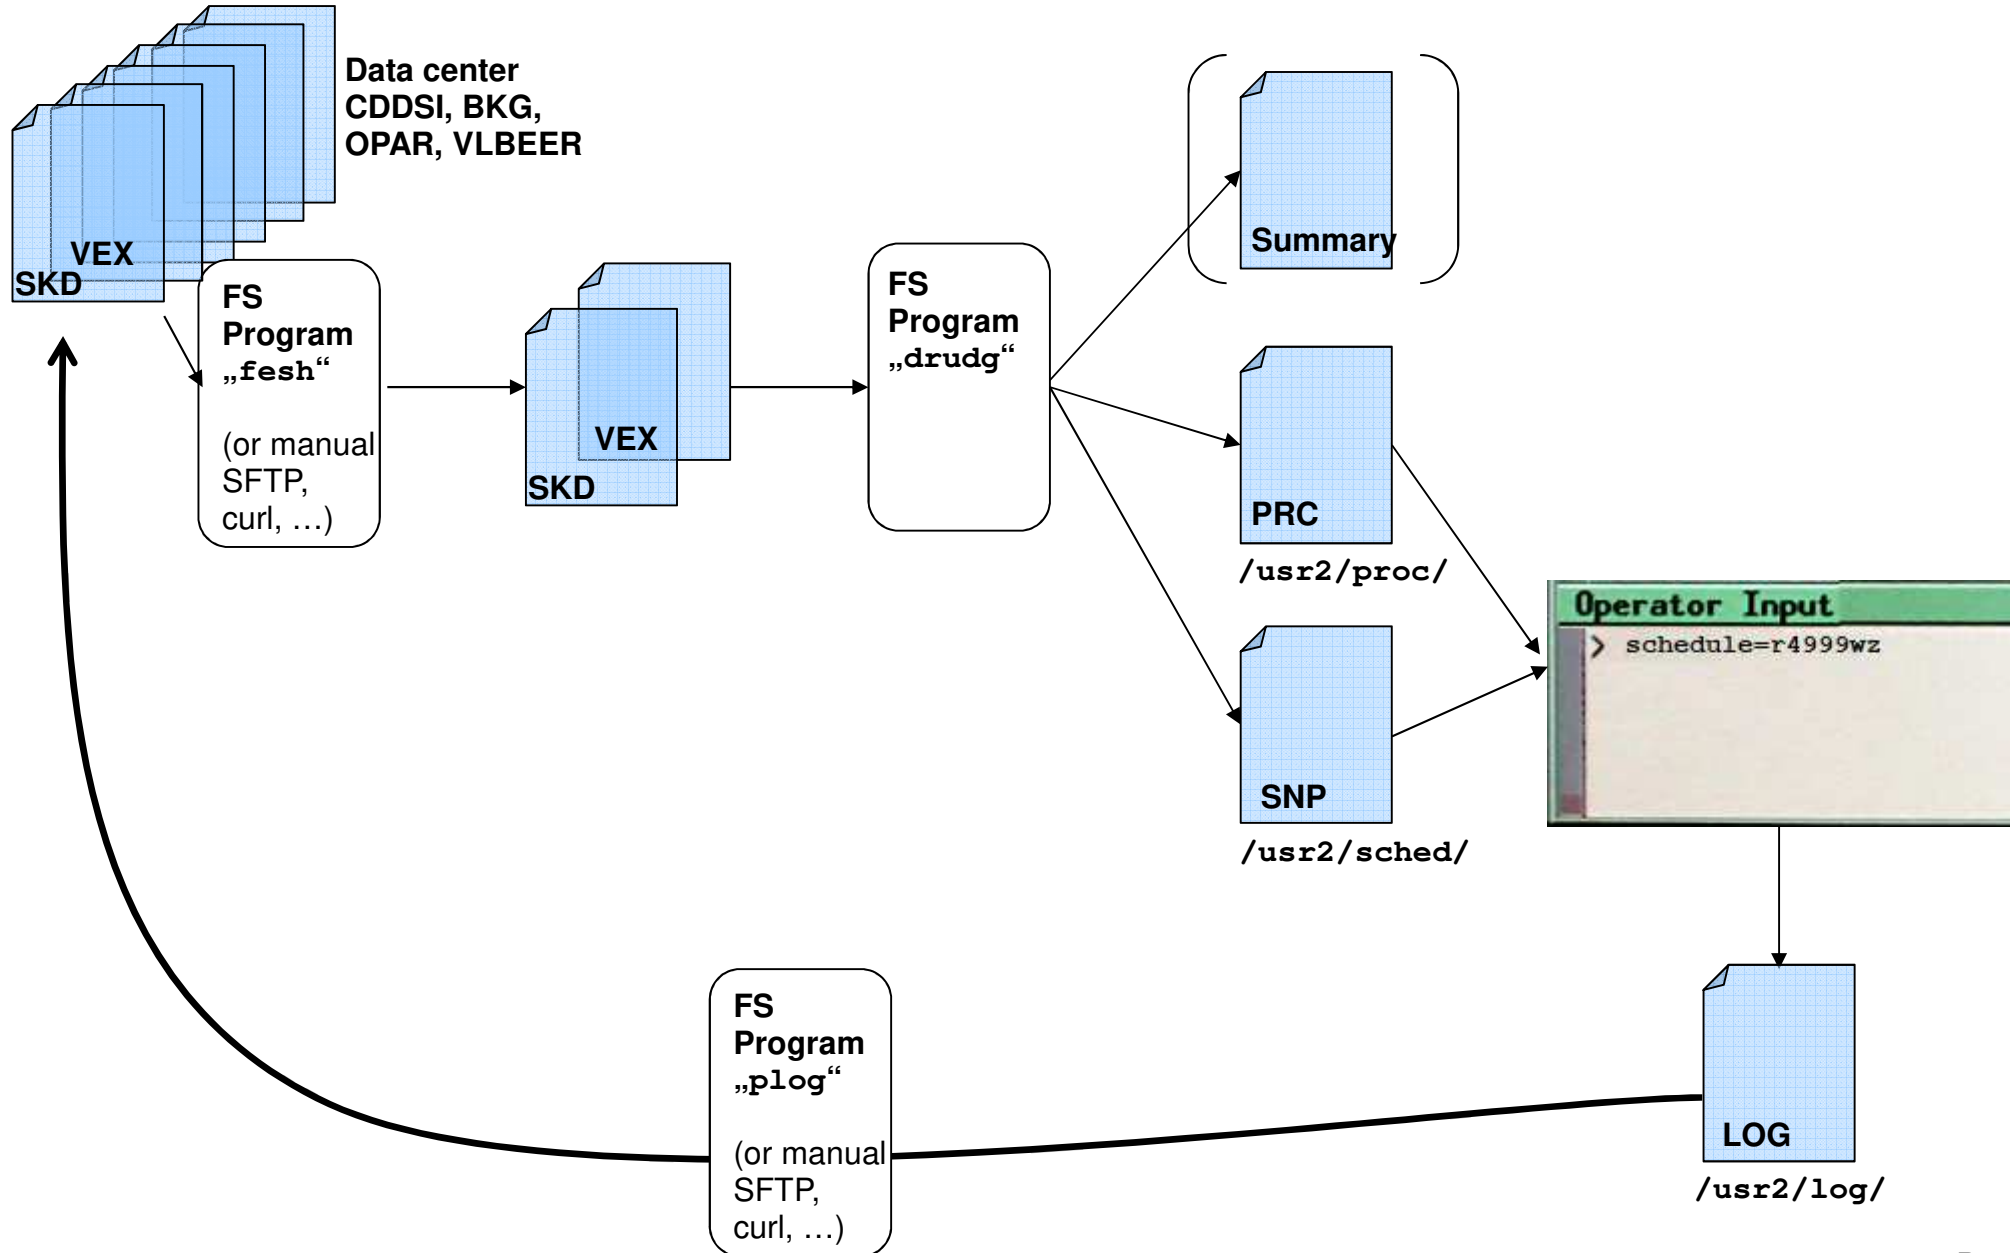 Data center
CDDSI, BKG,
OPAR, VLBEER
VEX
SKD
FS
Program
„fesh“
(or manual
SFTP,
curl, …)
VEX
SKD
FS
Program
„drudg“
Summary
PRC
/usr2/proc/
SNP
/usr2/sched/
Operator Input
> schedule=r4999wz
FS
Program
„plog“
(or manual
SFTP,
curl, …)
LOG
/usr2/log/